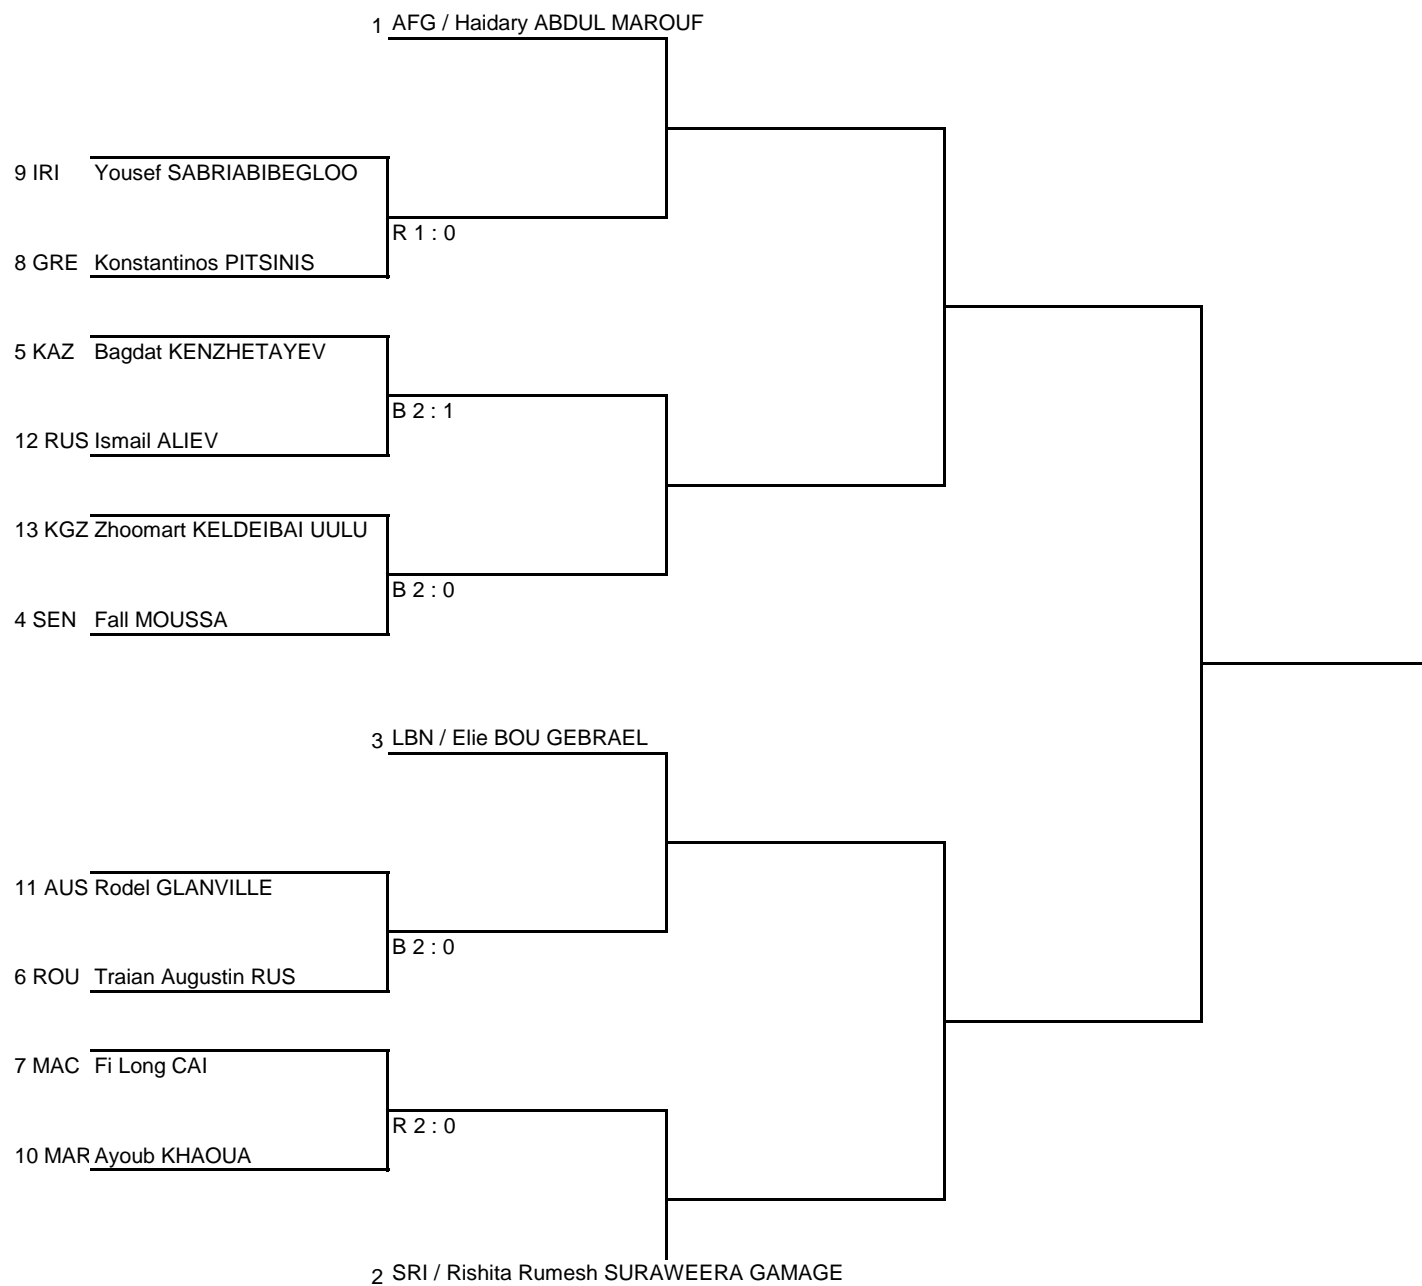 1 AFG / Haidary ABDUL MAROUF
9 IRI Yousef SABRIABIBEGLOO
R 1 : 0
8 GRE Konstantinos PITSINIS
5 KAZ Bagdat KENZHETAYEV
B 2 : 1
12 RUS Ismail ALIEV
13 KGZ Zhoomart KELDEIBAI UULU
B 2 : 0
4 SEN Fall MOUSSA
3 LBN / Elie BOU GEBRAEL
11 AUS Rodel GLANVILLE
B 2 : 0
6 ROU Traian Augustin RUS
7 MAC Fi Long CAI
R 2 : 0
10 MAR Ayoub KHAOUA
2 SRI / Rishita Rumesh SURAWEERA GAMAGE